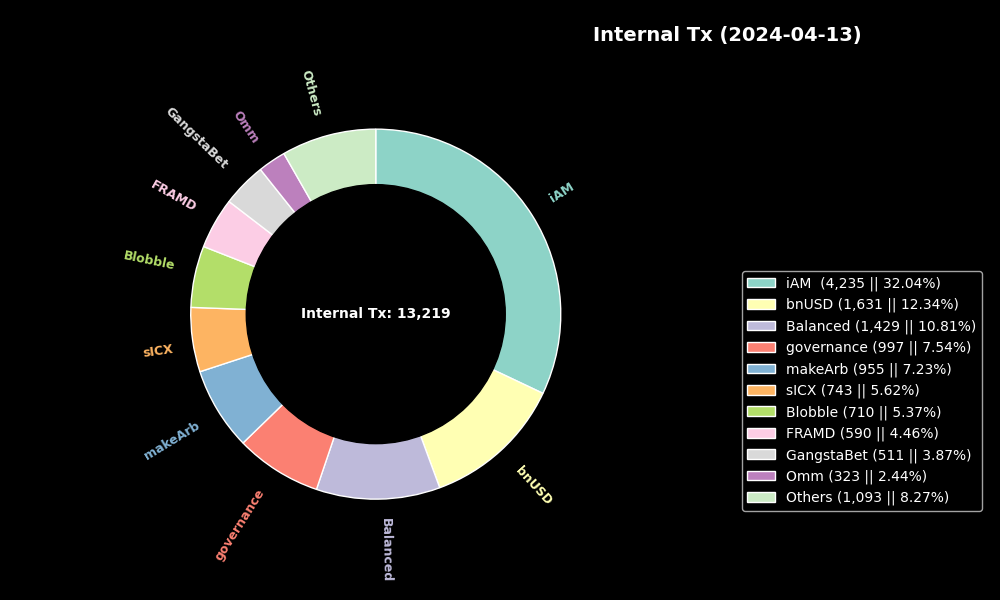 Internal Tx (2024-04-13)
Others
Omm
GangstaBet
FRAMD
Blobble
sICX
makeArb
governance
Balanced
bnUSD
iAM
Internal Tx: 13,219
iAM  (4,235 || 32.04%)
bnUSD (1,631 || 12.34%)
Balanced (1,429 || 10.81%)
governance (997 || 7.54%)
makeArb (955 || 7.23%)
sICX (743 || 5.62%)
Blobble (710 || 5.37%)
FRAMD (590 || 4.46%)
GangstaBet (511 || 3.87%)
Omm (323 || 2.44%)
Others (1,093 || 8.27%)